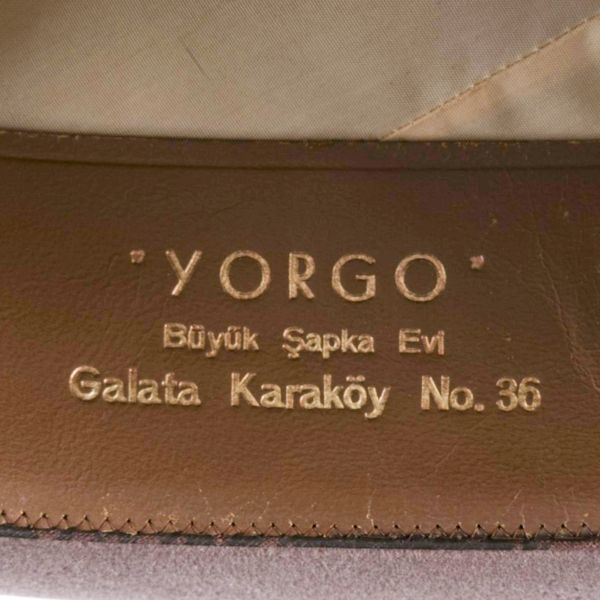 "YORGO"
Büyük Şapka Evi
Galata Karaköy No. 36